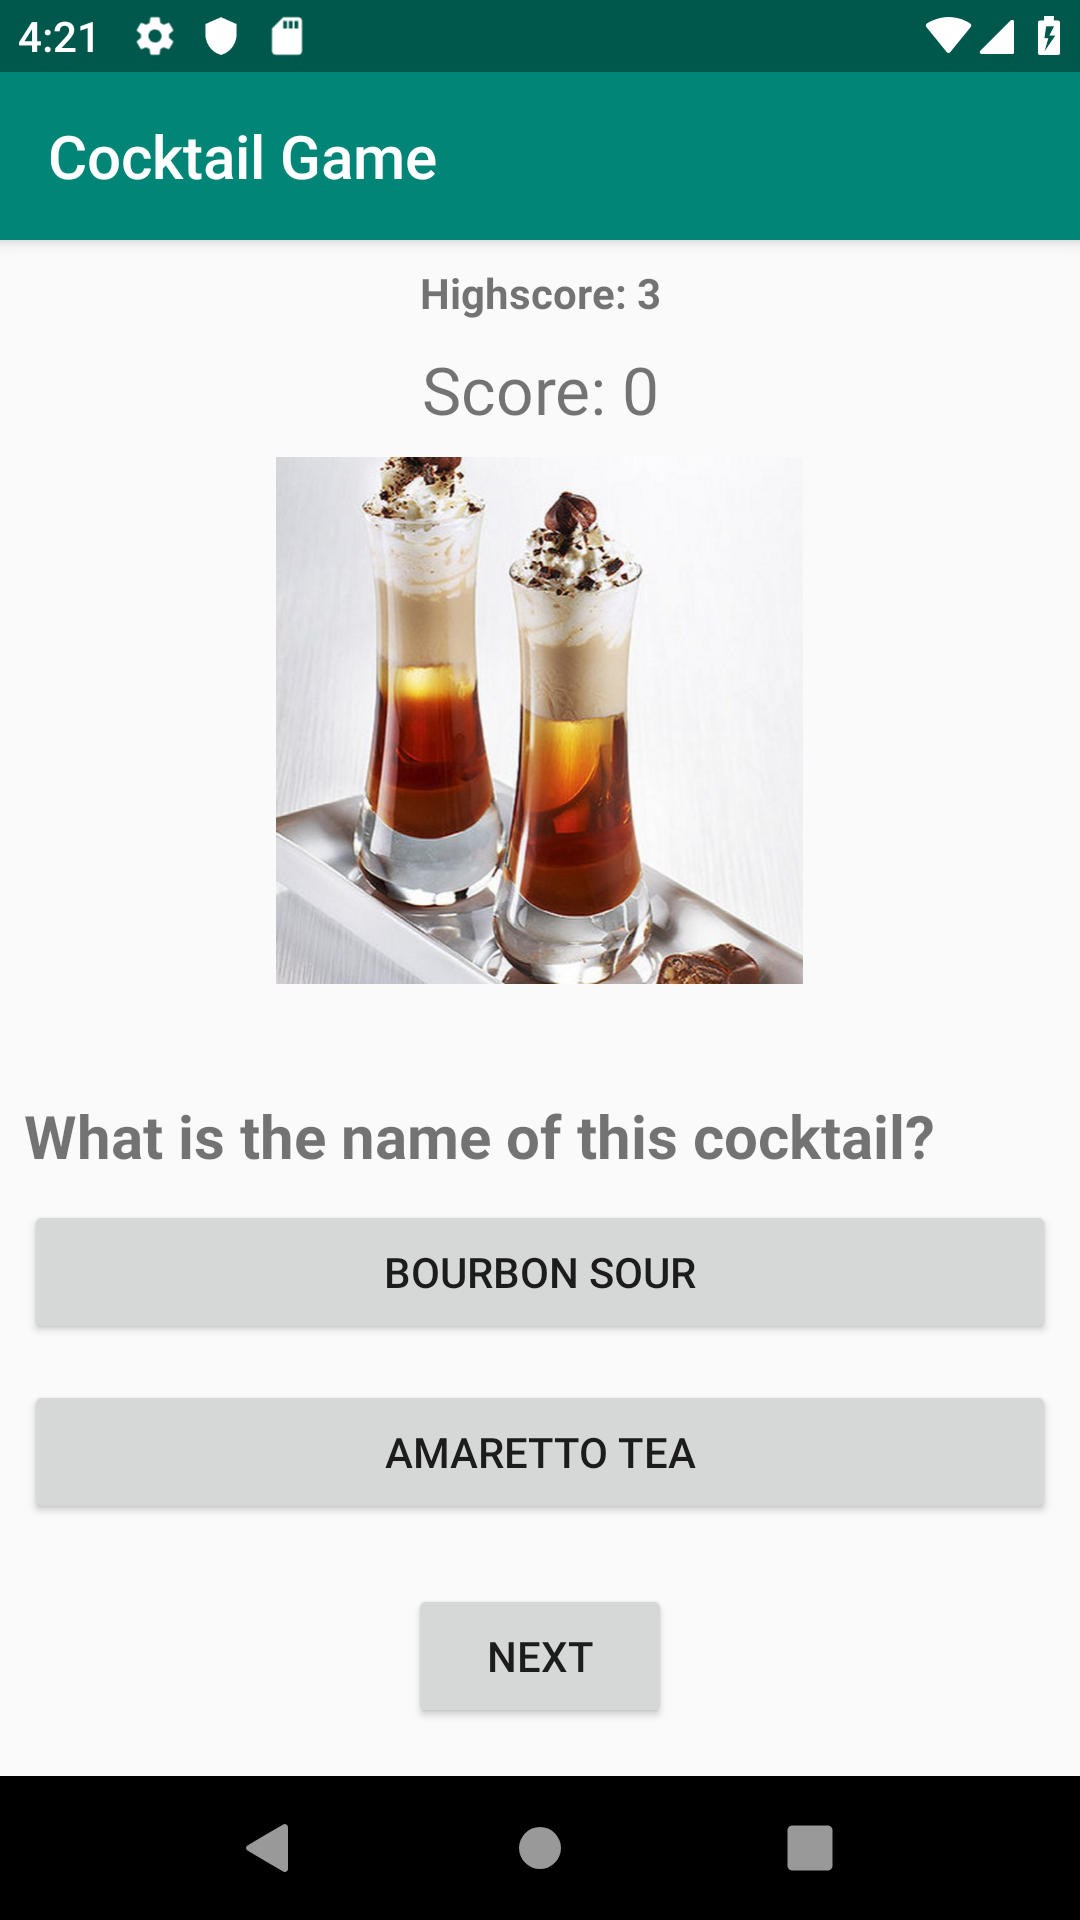 4:21
Cocktail Game
Highscore: 3
Score: 0
What is the name of this cocktail?
BOURBON SOUR
AMARETTO TEA
NEXT